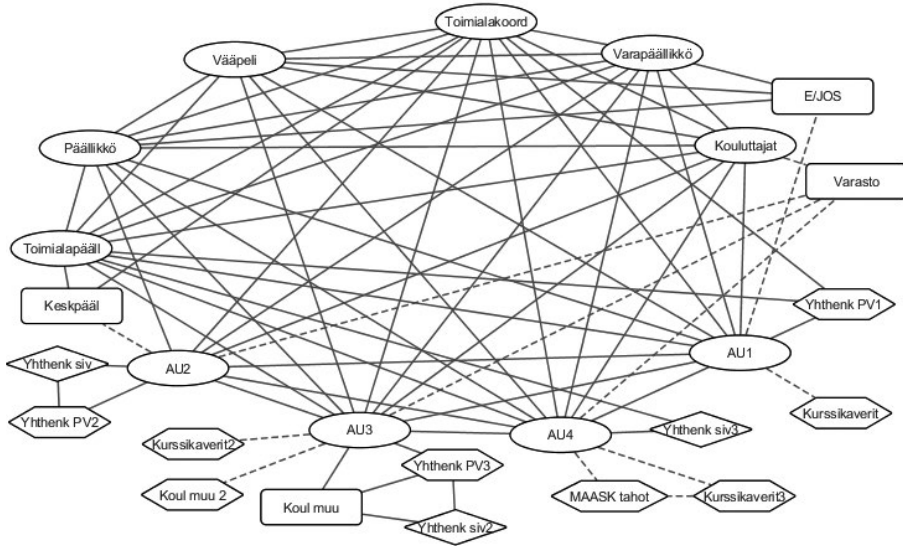 Toimialakoord
Vääpeli
Varapäällikkö
E/JOS
Päällikkö
Kouluttajat
Varasto
Toimialapääll
Keskpääl
Yhthenk PV1
AU1
Yhthenk siv
AU2
Yhthenk PV2
Kurssikaverit
AU3
AU4
Yhthenk siv3
Kurssikaverit2
Yhthenk PV3
Koul muu 2
MAASK tahot
Kurssikaverit3
Koul muu
Yhthenk siv2